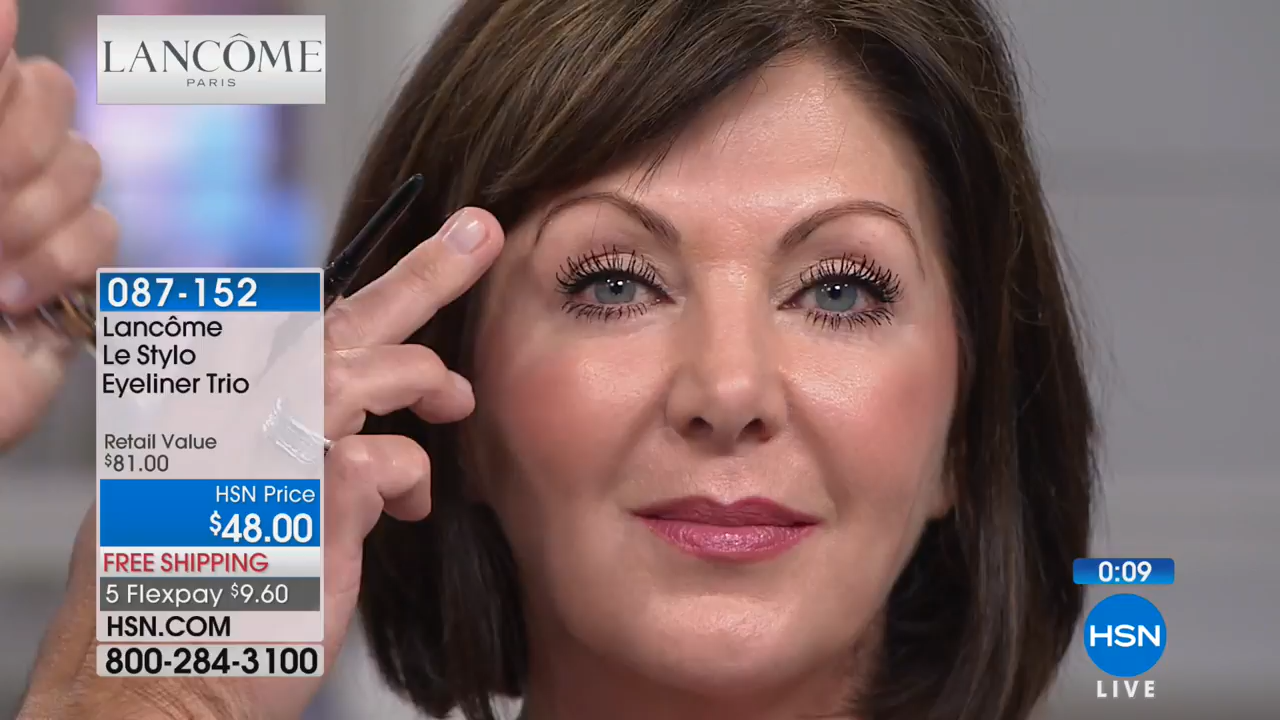 LANCÔME
PARIS
087-152
Lancôme
Le Stylo
Eyeliner Trio
Retail Value
$81.00
HSN Price
$48.00
FREE SHIPPING
5 Flexpay $9.60
HSN.COM
800-284-3100
0:09
HSN
LIVE